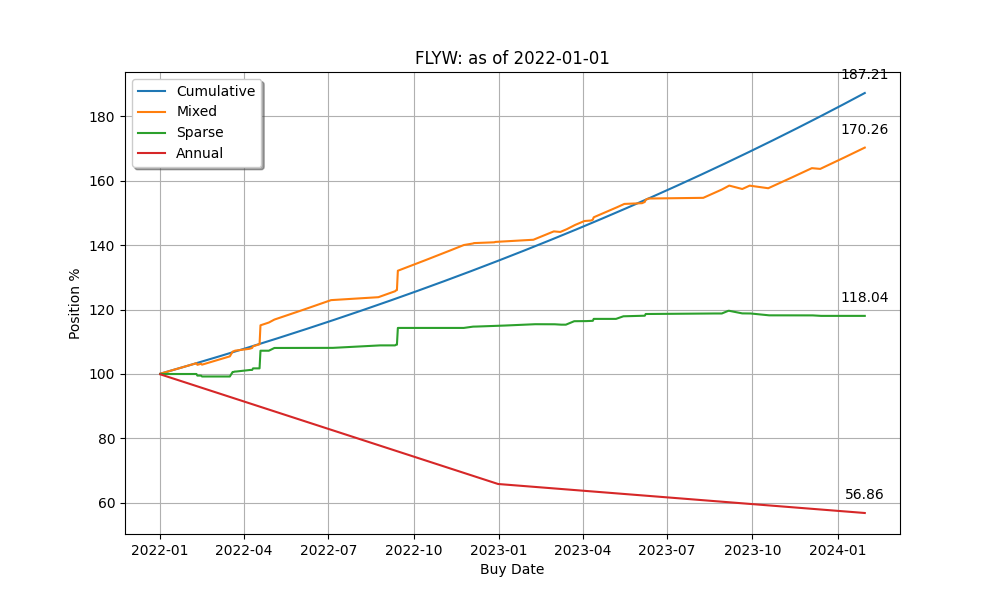 FLYW: as of 2022-01-01
187.21
Cumulative
Mixed
Sparse
Annual
170.26
118.04
56.86
180
160
140
120
100
80
60
Position %
2022-01 2022-04 2022-07 2022-10 2023-01 2023-04 2023-07 2023-10 2024-01
Buy Date